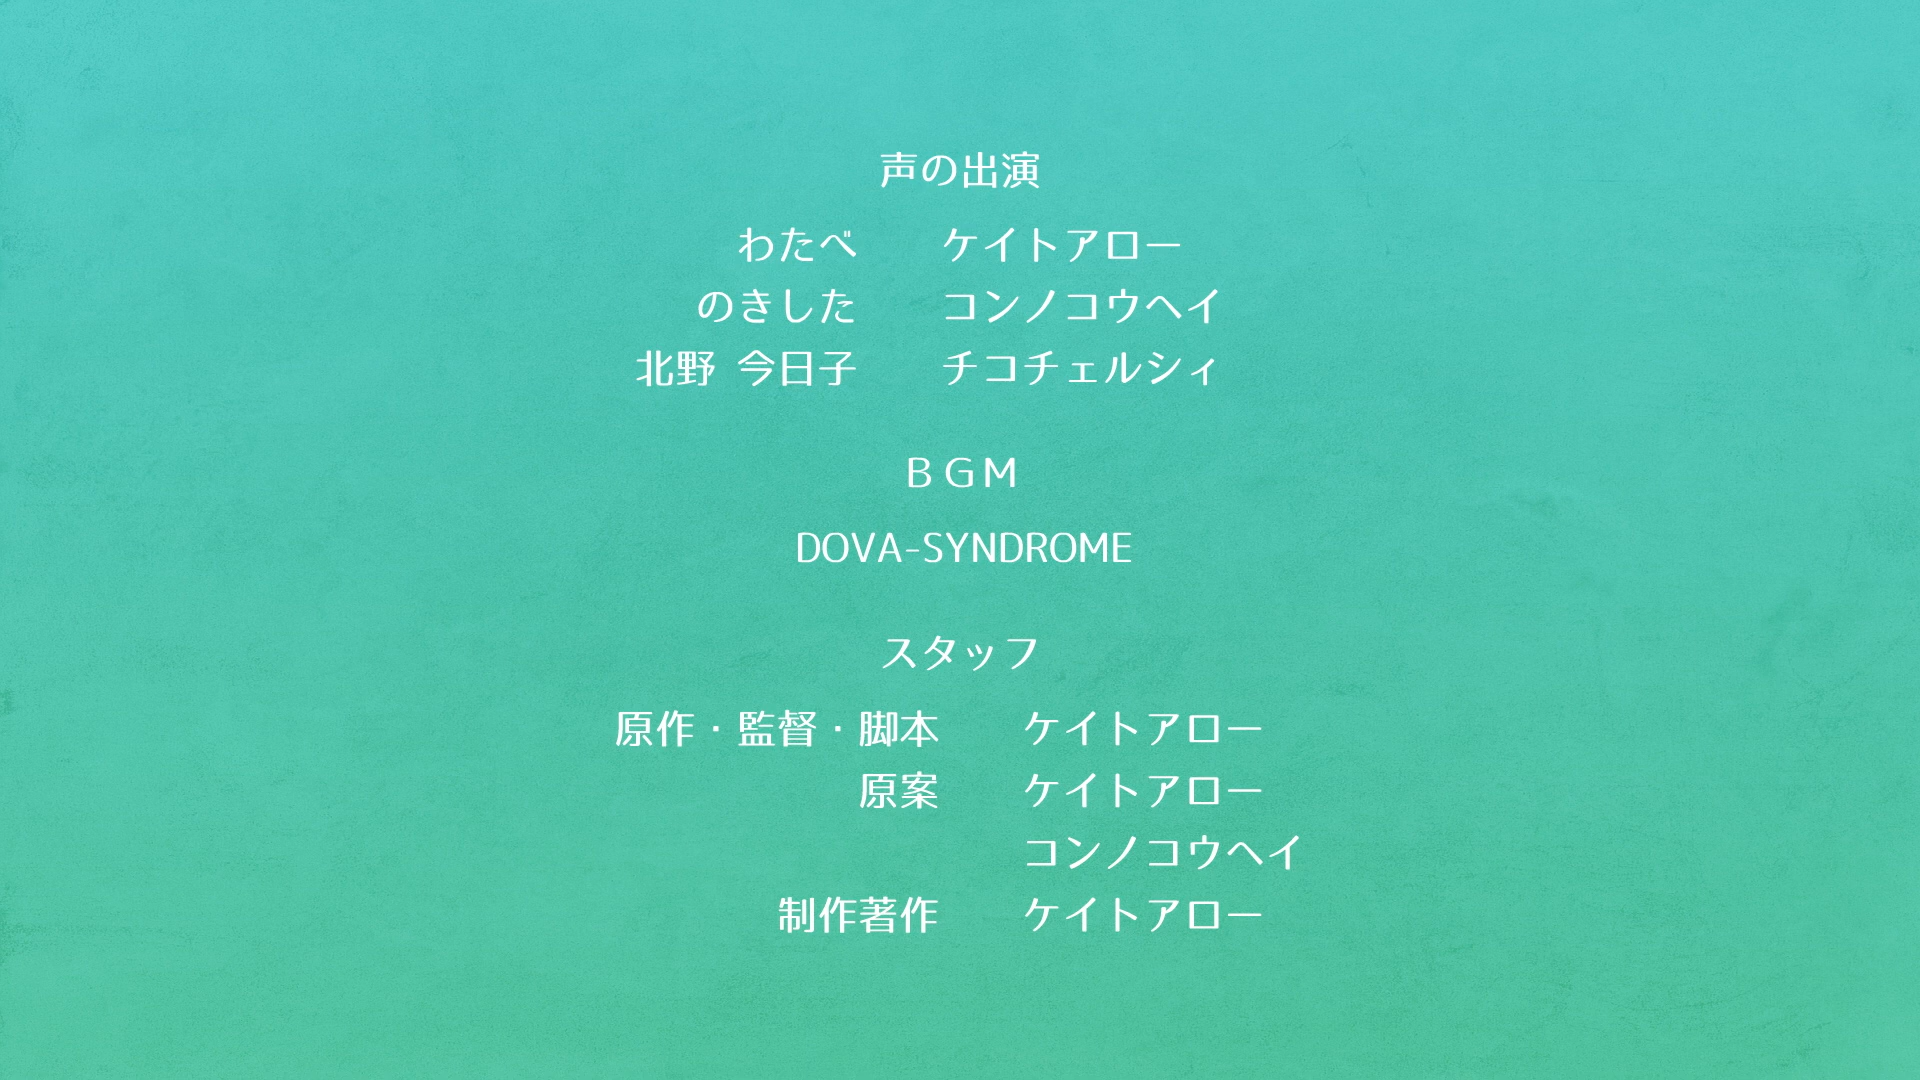 声の出演
わたべ　　ケイトアロー
のきした　　コンノコウヘイ
北野 今日子　　チコチェルシィ
ＢＧＭ
DOVA-SYNDROME
スタッフ
原作・監督・脚本　　ケイトアロー
原案　　ケイトアロー
コンノコウヘイ
制作著作　　ケイトアロー